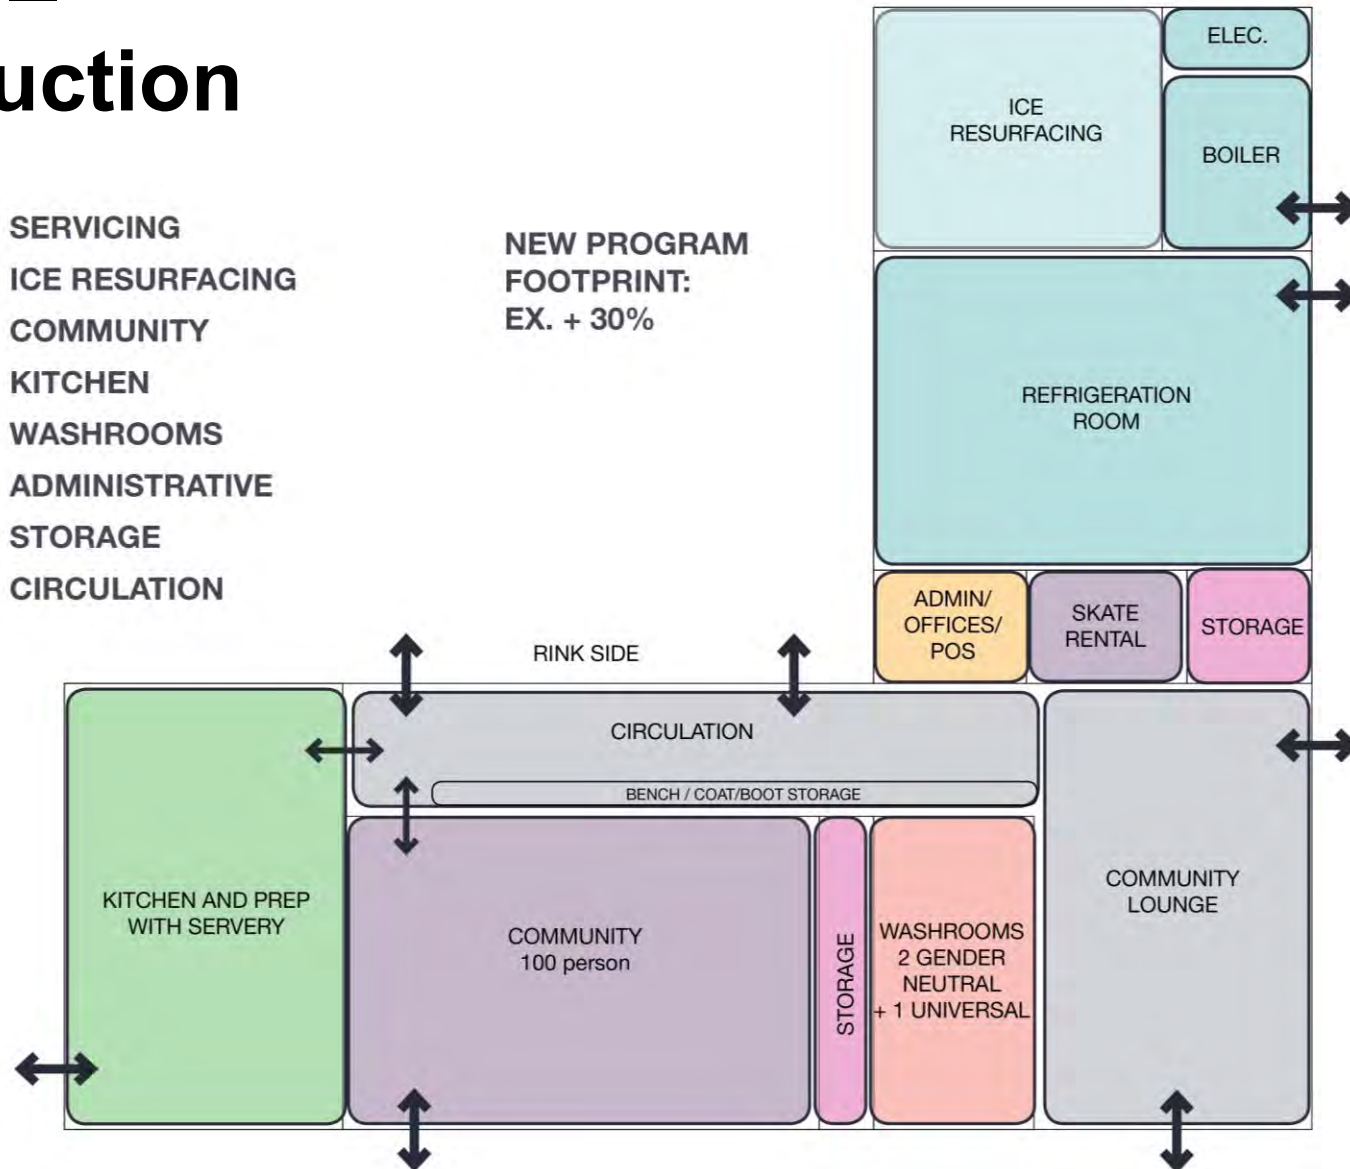 uction
SERVICING
ICE RESURFACING
COMMUNITY
KITCHEN
WASHROOMS
ADMINISTRATIVE
STORAGE
CIRCULATION
NEW PROGRAM
FOOTPRINT:
EX. + 30%
ICE
RESURFACING
ELEC.
BOILER
REFRIGERATION
ROOM
ADMIN/
OFFICES/
POS
SKATE
RENTAL
STORAGE
RINK SIDE
CIRCULATION
BENCH / COAT/BOOT STORAGE
KITCHEN AND PREP
WITH SERVERY
COMMUNITY
100 person
STORAGE
WASHROOMS
2 GENDER
NEUTRAL
+ 1 UNIVERSAL
COMMUNITY
LOUNGE